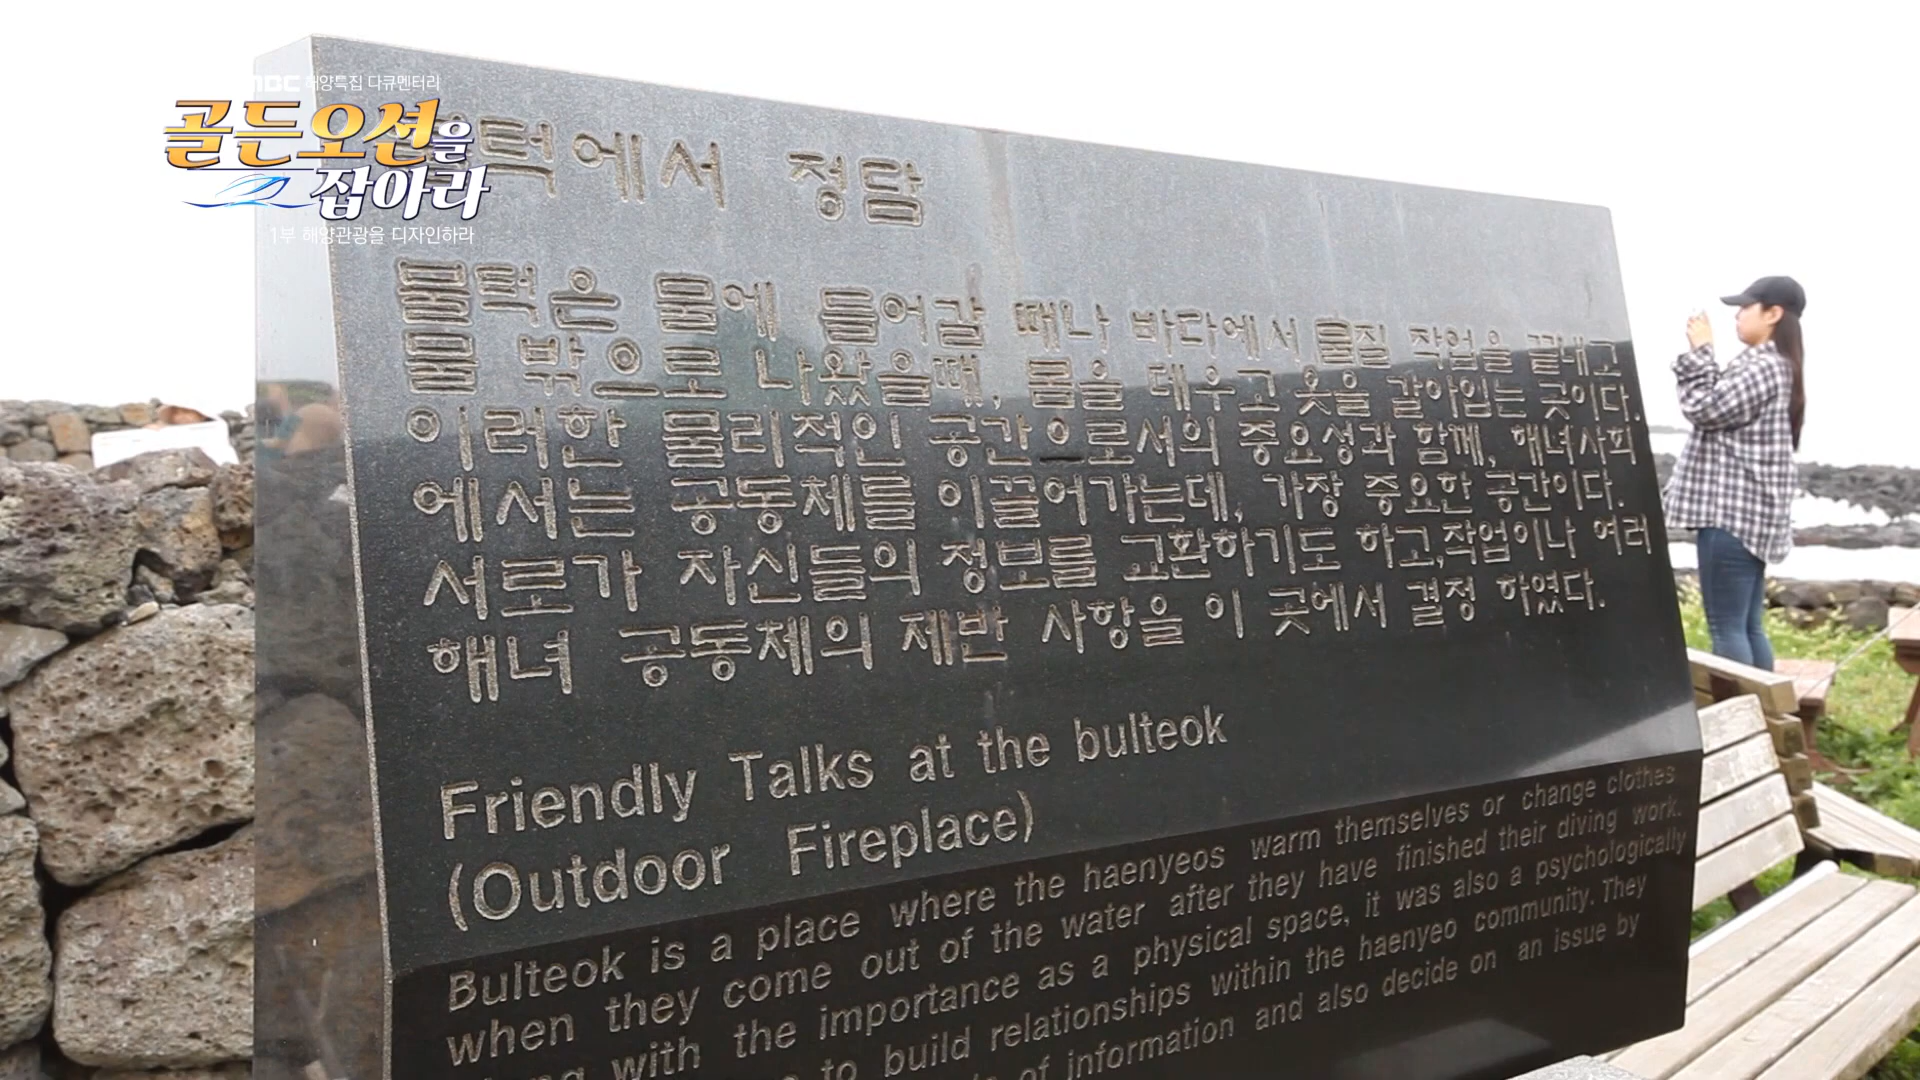 MBC 해양특집 다큐멘터리
골든오션을
잡아라
1부 해양관광을 디자인하라
턱에서 정담
불턱은 물에 들어갈 때나 바다에서 물질 작업을 끝내고
물 밖으로 나왔을때, 몸을 데우고 옷을 갈아입는 곳이다.
이러한 물리적인 공간으로서의 중요성과 함께, 해녀사회
에서는 공동체를 이끌어가는데, 가장 중요한 공간이다.
서로가 자신들의 정보를 교환하기도 하고,작업이나 여러
해녀 공동체의 제반 사항을 이 곳에서 결정 하였다.
Friendly Talks at the bulteok
(Outdoor Fireplace)
Bulteok is a place where the haenyeos warm themselves or change clothes
when they come out of the water after they have finished their diving work.
with the importance as a physical space, it was also a psychologically
to build relationships within the haenyeo community. They
of information and also decide on an issue by